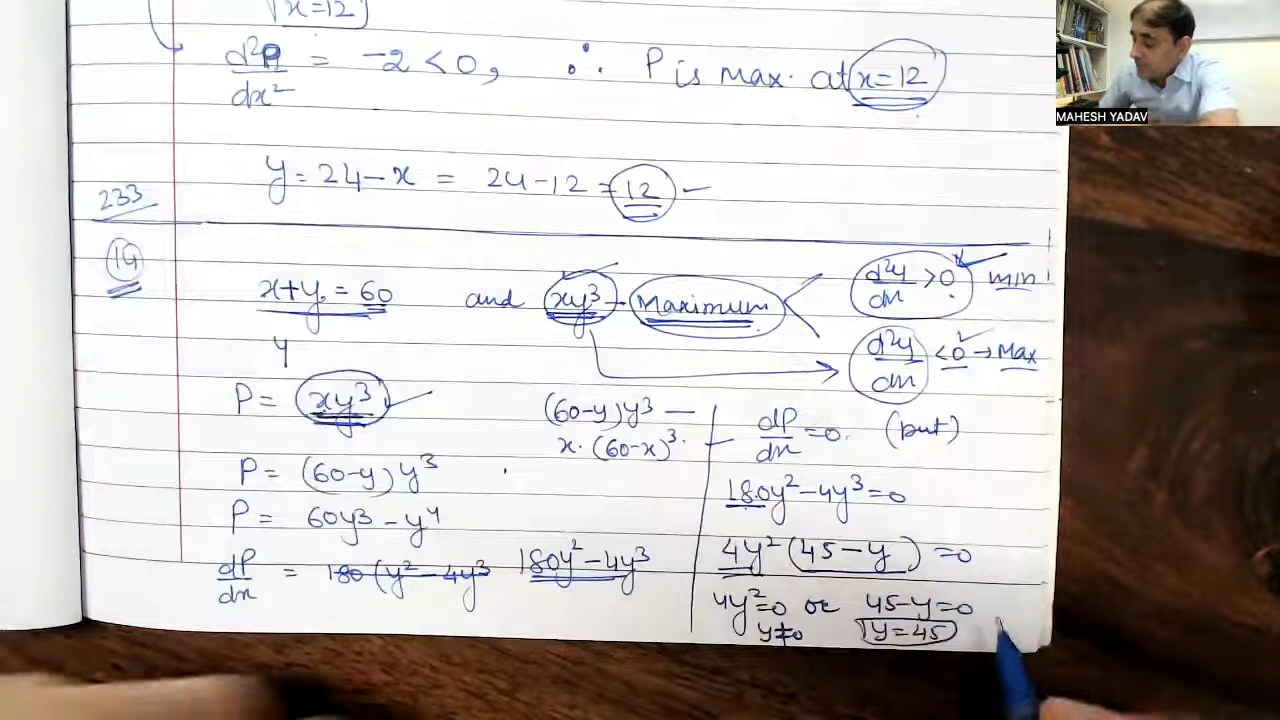 x=12
d²P/dx² = -2 < 0, ∴ P is max. at x=12
MAHESH YADAV
y = 24 - x = 24 - 12 = 12
233
14
x+y = 60 and xy³ - Maximum d²y/dx >0 min
d²y/dx <0 → Max
y
P = xy³
(60-y)y³ —
x·(60-x)³·
P = (60-y)y³
P = 60y³ - y⁴
dP/dx = 180(y² - 4y³ 180y² - 4y³
dP/dx = 0. (put)
180y² - 4y³ = 0
4y²(45-y) = 0
4y² = 0 or 45-y = 0
y≠0 y=45